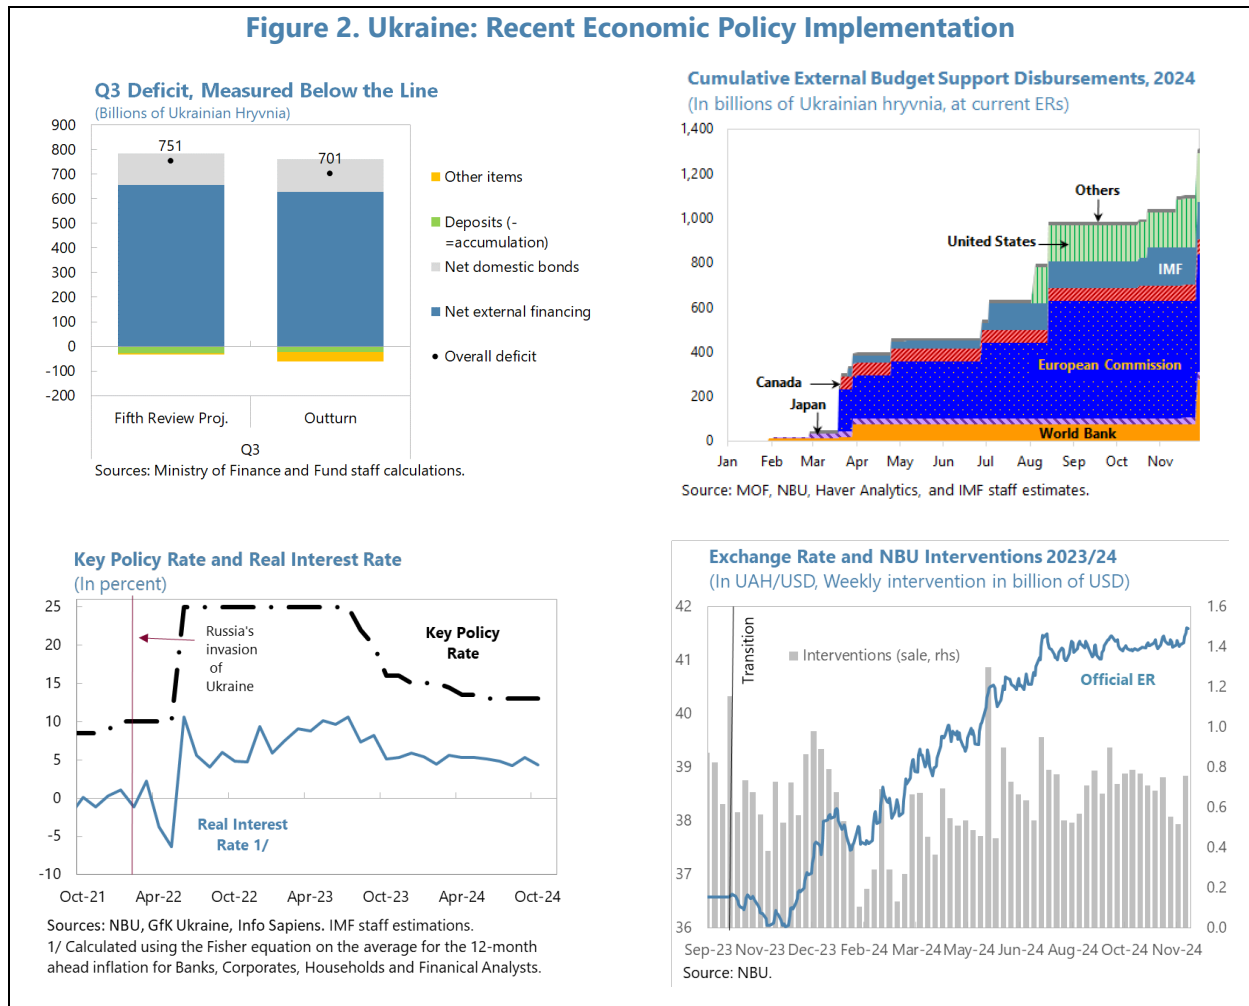 Figure 2. Ukraine: Recent Economic Policy Implementation
Q3 Deficit, Measured Below the Line
(Billions of Ukrainian Hryvnia)
900
800
700
600
500
400
300
200
100
0
-100
-200
751
701
Other items
Deposits (-
=accumulation)
Net domestic bonds
Net external financing
Overall deficit
Fifth Review Proj.
Outturn
Q3
Sources: Ministry of Finance and Fund staff calculations.
Cumulative External Budget Support Disbursements, 2024
(In billions of Ukrainian hryvnia, at current ERs)
1,400
1,200
1,000
800
600
400
200
0
Others
United States
IMF
European Commission
Canada
Japan
World Bank
Jan Feb Mar Apr May Jun Jul Aug Sep Oct Nov
Source: MOF, NBU, Haver Analytics, and IMF staff estimates.
Key Policy Rate and Real Interest Rate
(In percent)
25
20
15
10
5
0
-5
-10
Russia's
invasion
of
Ukraine
Key Policy
Rate
Real Interest
Rate 1/
Oct-21 Apr-22 Oct-22 Apr-23 Oct-23 Apr-24 Oct-24
Sources: NBU, GfK Ukraine, Info Sapiens. IMF staff estimations.
1/ Calculated using the Fisher equation on the average for the 12-month
ahead inflation for Banks, Corporates, Households and Finanical Analysts.
Exchange Rate and NBU Interventions 2023/24
(In UAH/USD, Weekly intervention in billion of USD)
42
41
40
39
38
37
36
1.6
1.4
1.2
1.0
0.8
0.6
0.4
0.2
0.0
Transition
Interventions (sale, rhs)
Official ER
Sep-23 Nov-23 Dec-23 Feb-24 Mar-24 May-24 Jun-24 Aug-24 Oct-24 Nov-24
Source: NBU.